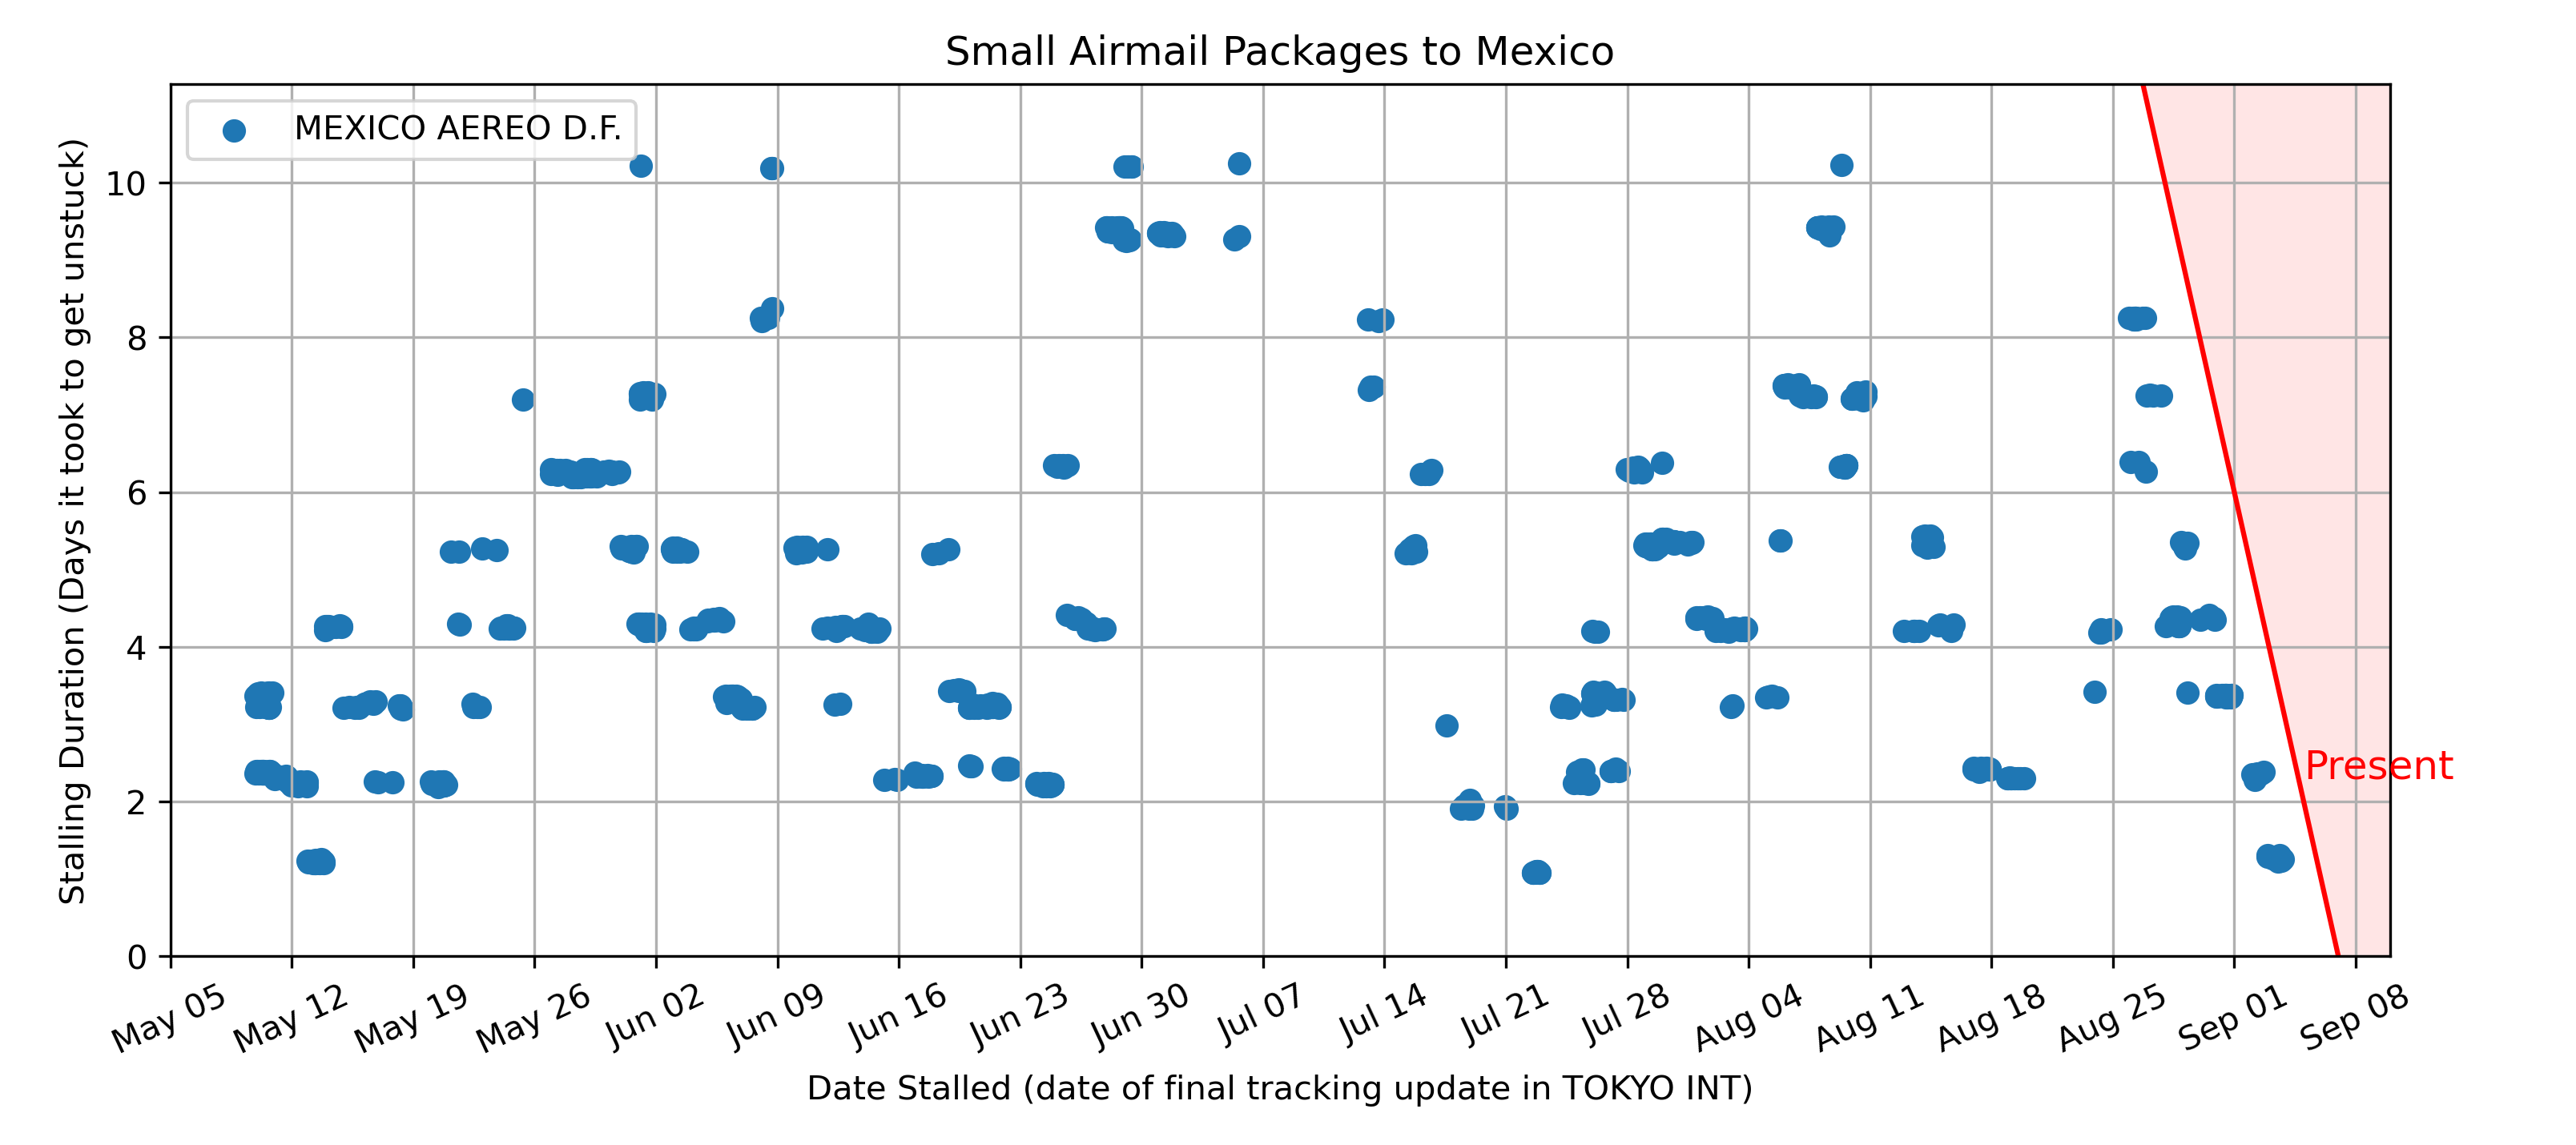 Small Airmail Packages to Mexico
MEXICO AEREO D.F.
Stalling Duration (Days it took to get unstuck)
10
8
6
4
2
0
Present
May 05
May 12
May 19
May 26
Jun 02
Jun 09
Jun 16
Jun 23
Jun 30
Jul 07
Jul 14
Jul 21
Jul 28
Aug 04
Aug 11
Aug 18
Aug 25
Sep 01
Sep 08
Date Stalled (date of final tracking update in TOKYO INT)